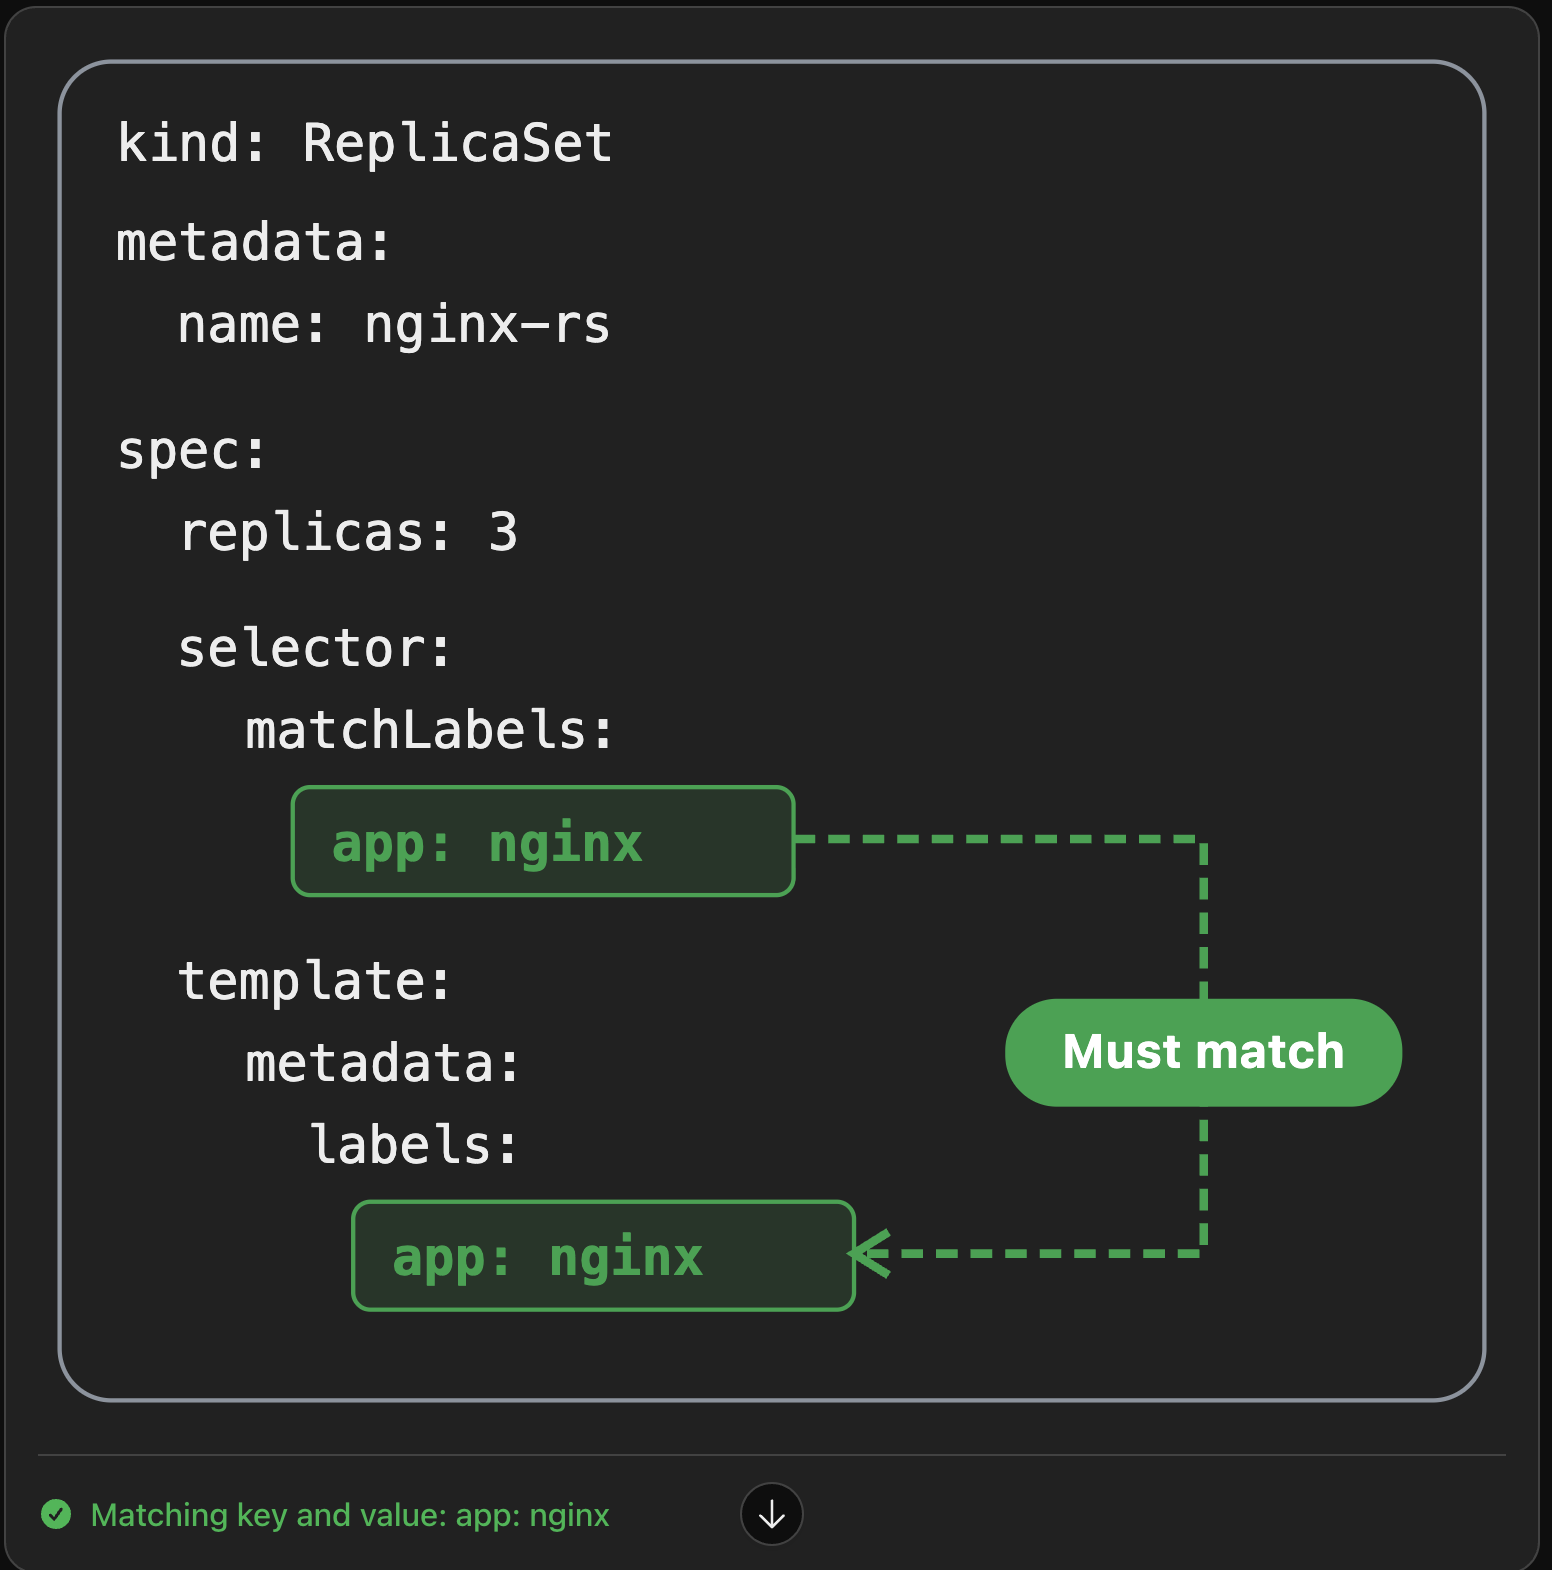 kind: ReplicaSet
metadata:
name: nginx-rs
spec:
replicas: 3
selector:
matchLabels:
app: nginx
template:
metadata:
labels:
app: nginx
Must match
Matching key and value: app: nginx